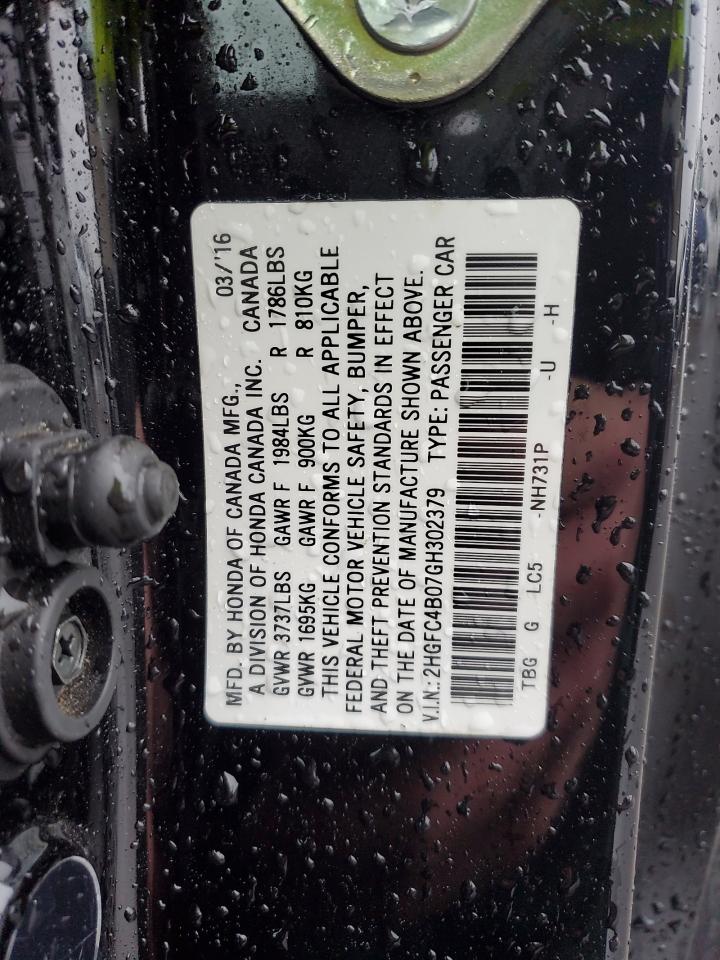 MFD. BY HONDA OF CANADA MFG., 03/'16
A DIVISION OF HONDA CANADA INC. CANADA
GVWR 3737LBS GAWR F 1984LBS R 1786LBS
GVWR 1695KG GAWR F 900KG R 810KG
THIS VEHICLE CONFORMS TO ALL APPLICABLE
FEDERAL MOTOR VEHICLE SAFETY, BUMPER,
AND THEFT PREVENTION STANDARDS IN EFFECT
ON THE DATE OF MANUFACTURE SHOWN ABOVE.
V.I.N.: 2HGFC4B07GH302379 TYPE: PASSENGER CAR
TBG G LC5 -NH731P -U -H